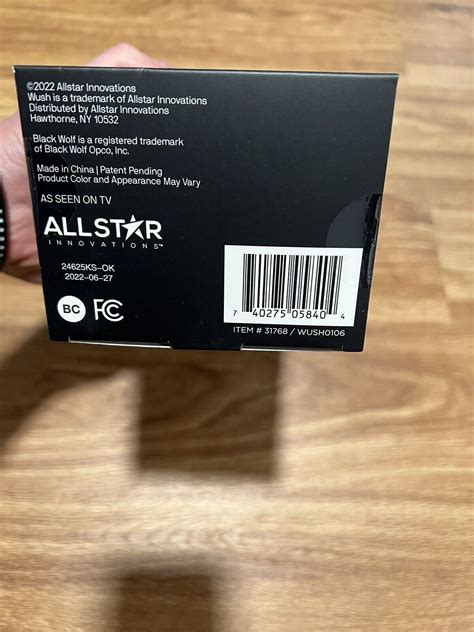 ©2022 Allstar Innovations
Wush is a trademark of Allstar Innovations
Distributed by Allstar Innovations
Hawthorne, NY 10532
Black Wolf is a registered trademark
of Black Wolf Opco, Inc.
Made in China | Patent Pending
Product Color and Appearance May Vary
AS SEEN ON TV
ALLSTAR
INNOVATIONS™
24625KS-OK
2022-06-27
BC FC
7 40275 05840 4
ITEM # 31768 / WUSH0106